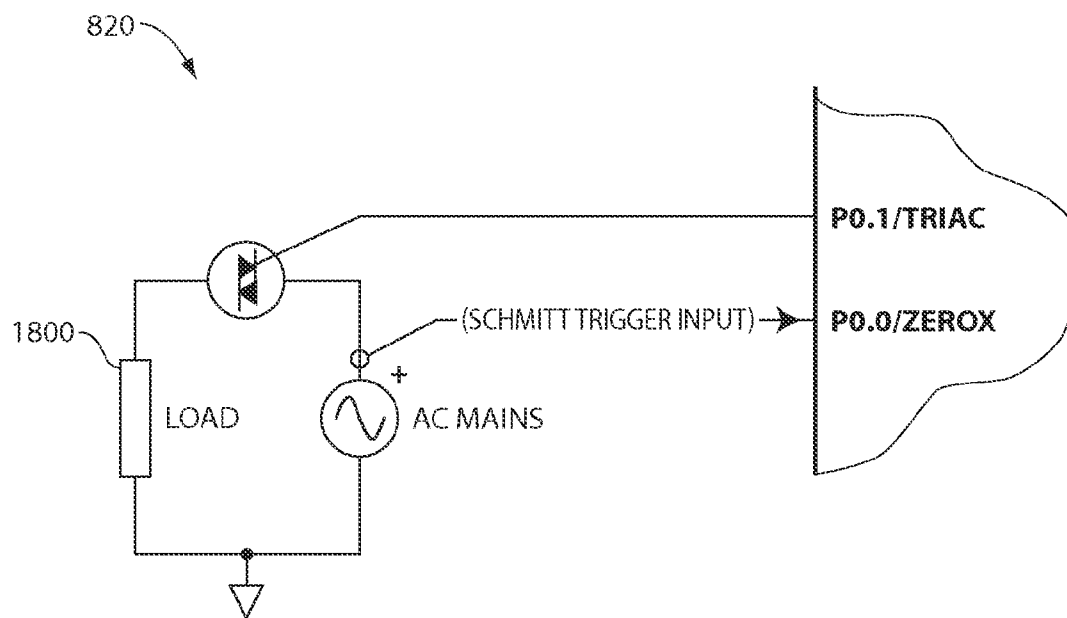 820
P0.1/TRIAC
(SCHMITT TRIGGER INPUT)
P0.0/ZEROX
1800
+
LOAD
AC MAINS